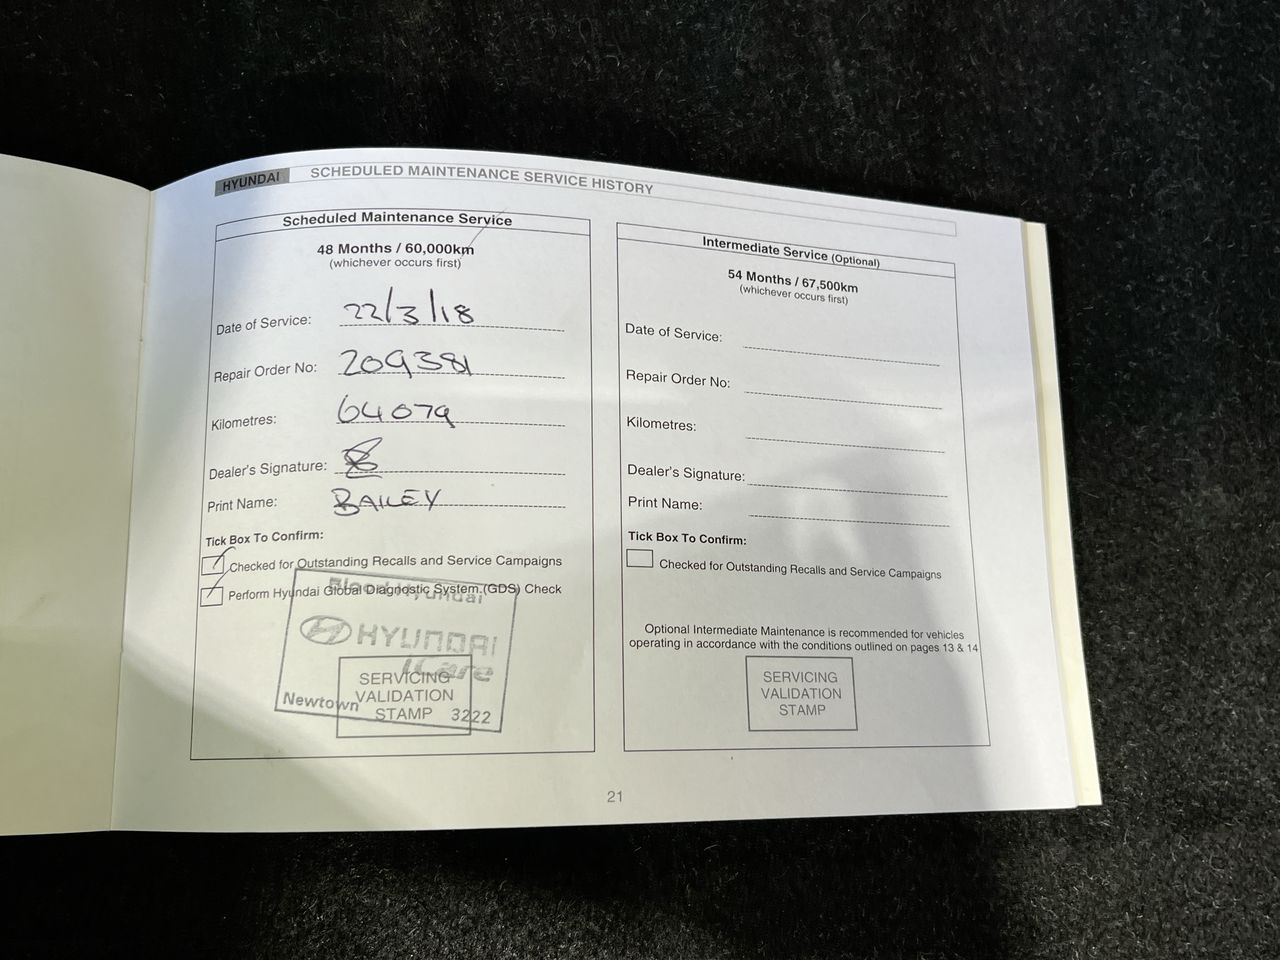 HYUNDAI SCHEDULED MAINTENANCE SERVICE HISTORY
Scheduled Maintenance Service
48 Months / 60,000km
(whichever occurs first)
Date of Service: 22/3/18
Repair Order No: 209381
Kilometres: 64079
Dealer's Signature:
Print Name: BAILEY
Tick Box To Confirm:
Checked for Outstanding Recalls and Service Campaigns
Perform Hyundai Global Diagnostic System (GDS) Check
Hyundai
HYUNDAI
iCare
Newtown 3222
SERVICING
VALIDATION
STAMP
Intermediate Service (Optional)
54 Months / 67,500km
(whichever occurs first)
Date of Service:
Repair Order No:
Kilometres:
Dealer's Signature:
Print Name:
Tick Box To Confirm:
Checked for Outstanding Recalls and Service Campaigns
Optional Intermediate Maintenance is recommended for vehicles
operating in accordance with the conditions outlined on pages 13 & 14
SERVICING
VALIDATION
STAMP
21